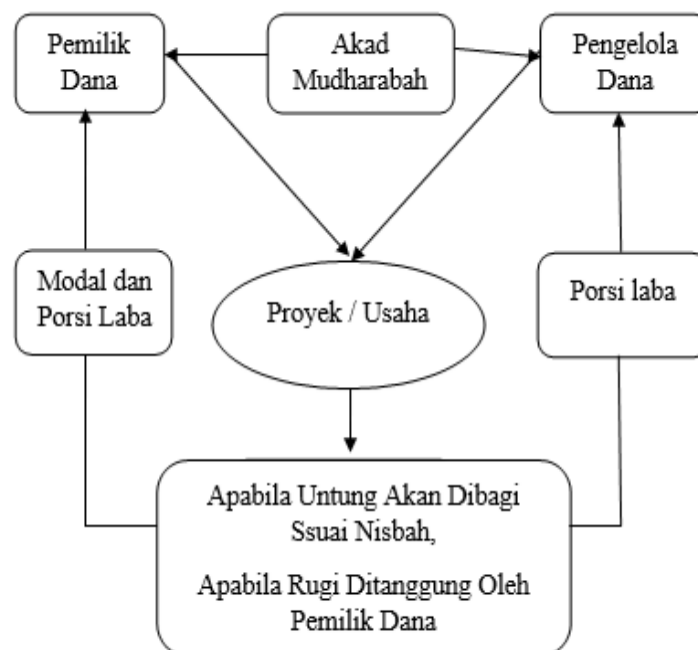 Pemilik
Dana
Akad
Mudharabah
Pengelola
Dana
Modal dan
Porsi Laba
Proyek / Usaha
Porsi laba
Apabila Untung Akan Dibagi
Ssuai Nisbah,
Apabila Rugi Ditanggung Oleh
Pemilik Dana